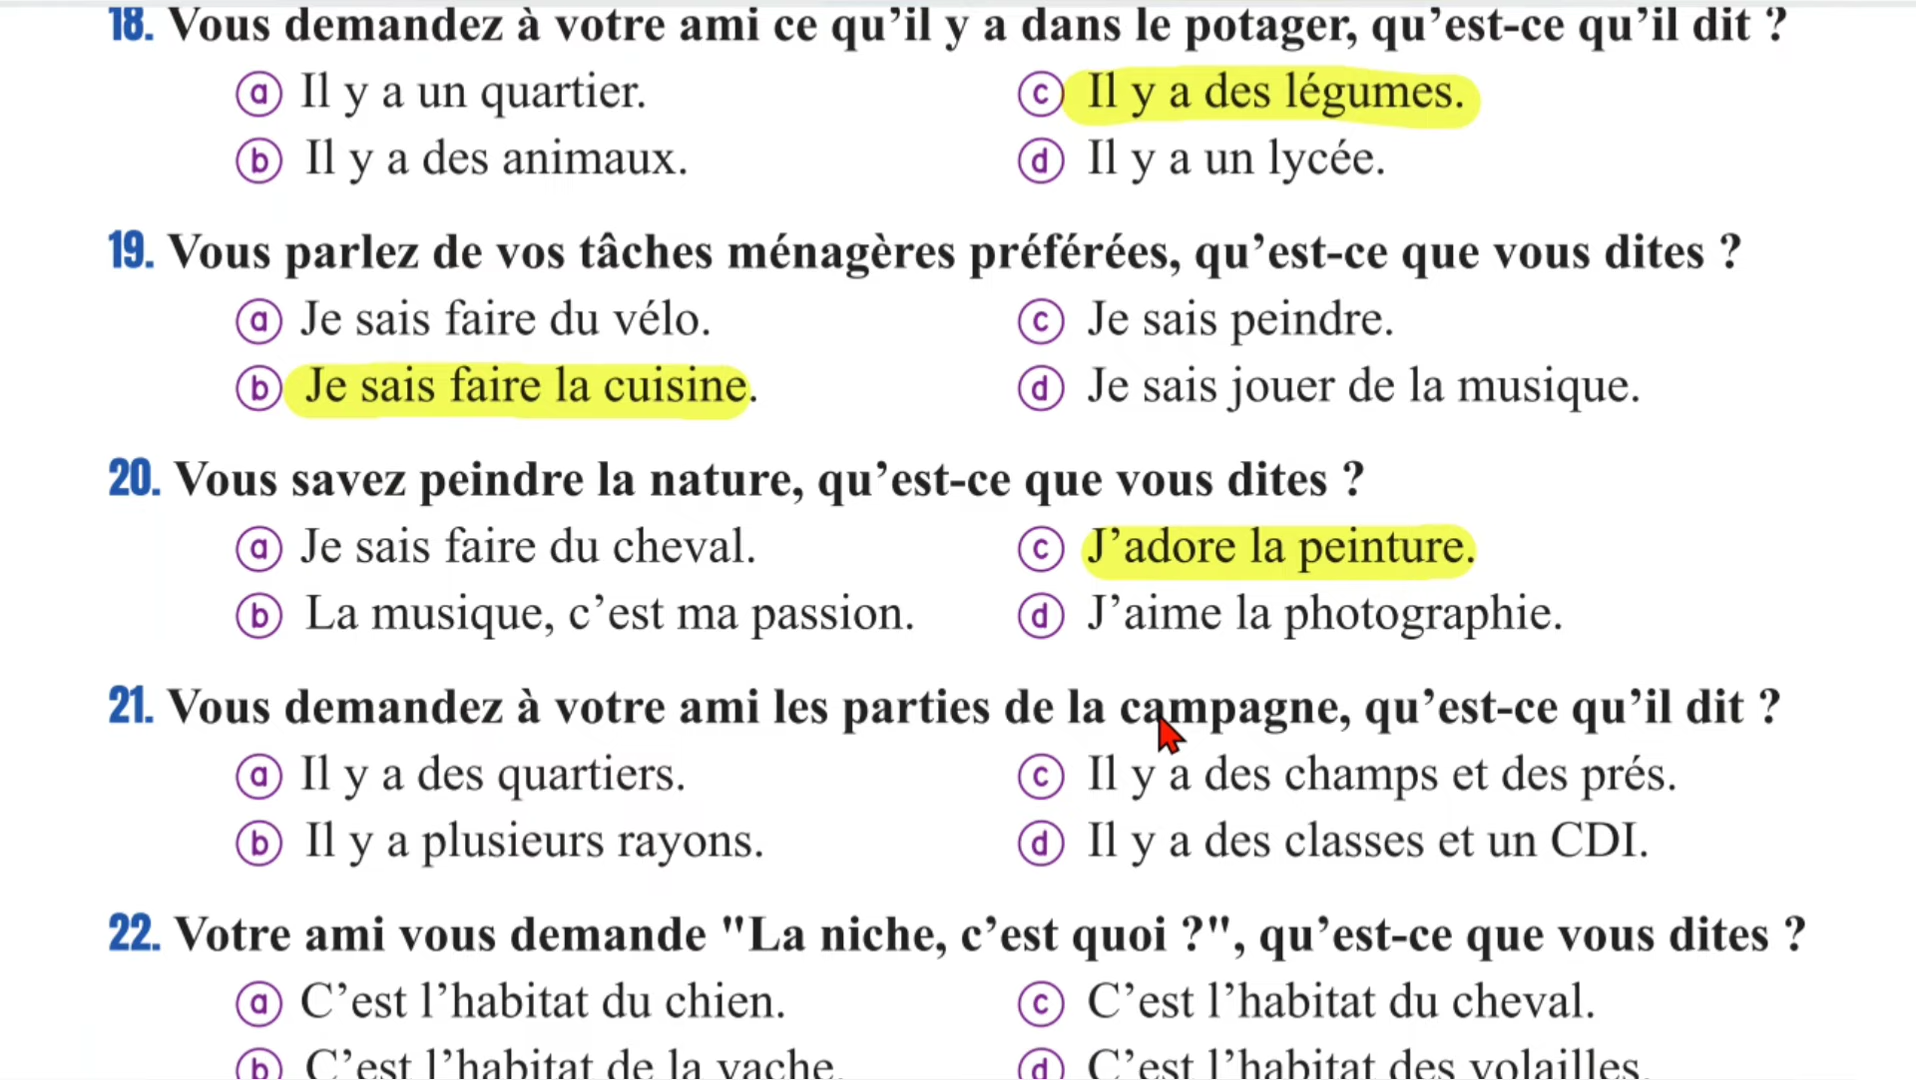 18. Vous demandez à votre ami ce qu’il y a dans le potager, qu’est-ce qu’il dit ?
a Il y a un quartier.
c Il y a des légumes.
b Il y a des animaux.
d Il y a un lycée.
19. Vous parlez de vos tâches ménagères préférées, qu’est-ce que vous dites ?
a Je sais faire du vélo.
c Je sais peindre.
b Je sais faire la cuisine.
d Je sais jouer de la musique.
20. Vous savez peindre la nature, qu’est-ce que vous dites ?
a Je sais faire du cheval.
c J’adore la peinture.
b La musique, c’est ma passion.
d J’aime la photographie.
21. Vous demandez à votre ami les parties de la campagne, qu’est-ce qu’il dit ?
a Il y a des quartiers.
c Il y a des champs et des prés.
b Il y a plusieurs rayons.
d Il y a des classes et un CDI.
22. Votre ami vous demande "La niche, c’est quoi ?", qu’est-ce que vous dites ?
a C’est l’habitat du chien.
c C’est l’habitat du cheval.
b C’est l’habitat de la vache.
d C’est l’habitat des volailles.